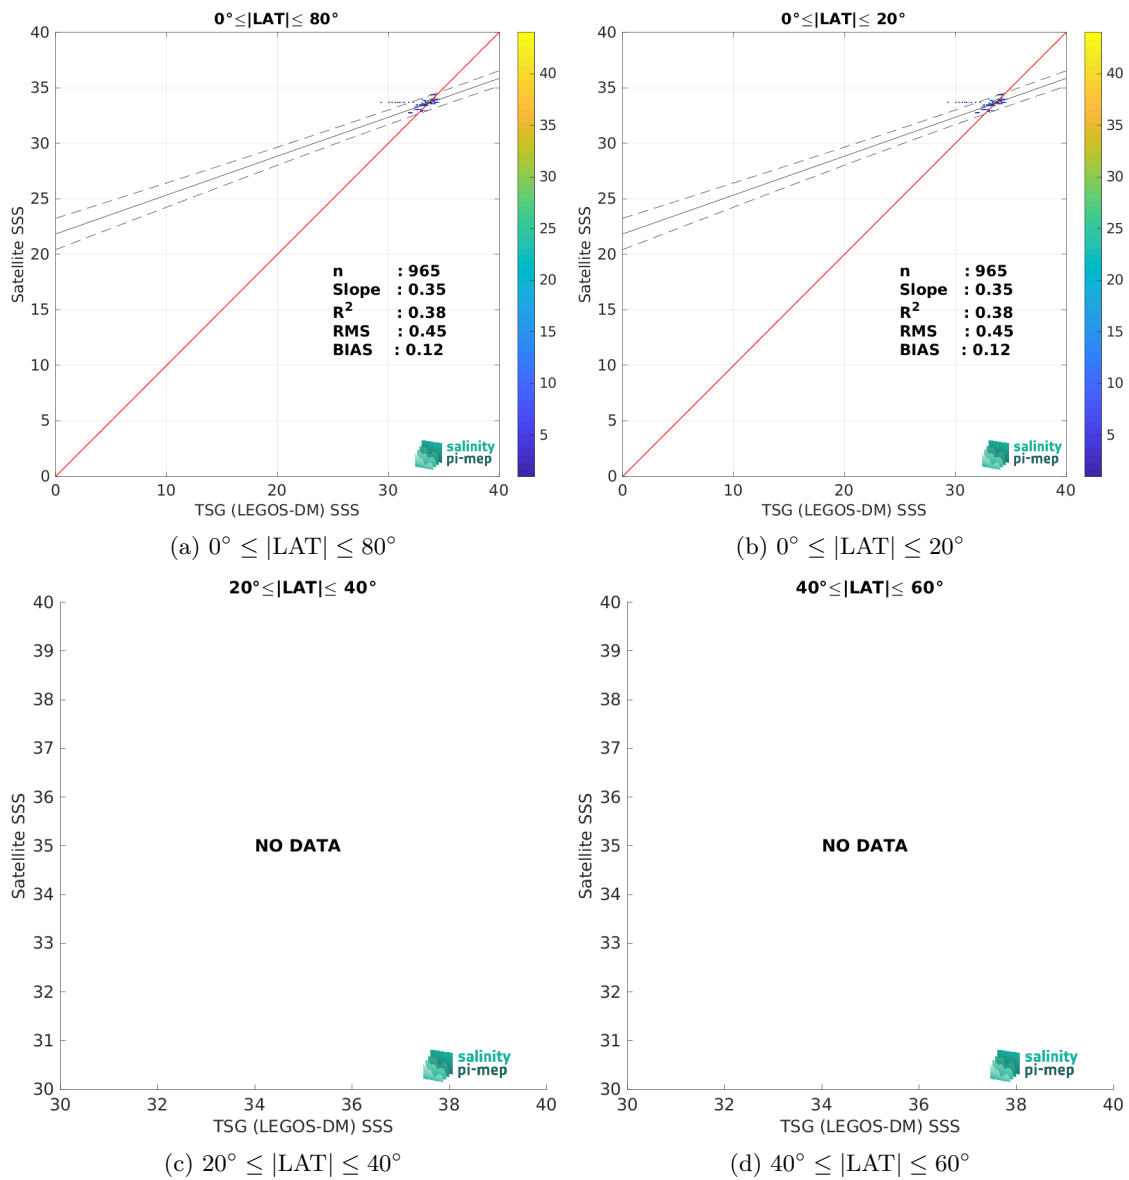 0°≤|LAT|≤ 80°
40
35
30
25
20
15
10
5
0
0
10
20
30
40
Satellite SSS
TSG (LEGOS-DM) SSS
n : 965
Slope : 0.35
R² : 0.38
RMS : 0.45
BIAS : 0.12
salinity
pi-mep
40
35
30
25
20
15
10
5
(a) 0° ≤ |LAT| ≤ 80°
0°≤|LAT|≤ 20°
40
35
30
25
20
15
10
5
0
0
10
20
30
40
Satellite SSS
TSG (LEGOS-DM) SSS
n : 965
Slope : 0.35
R² : 0.38
RMS : 0.45
BIAS : 0.12
salinity
pi-mep
40
35
30
25
20
15
10
5
(b) 0° ≤ |LAT| ≤ 20°
20°≤|LAT|≤ 40°
40
39
38
37
36
35
34
33
32
31
30
30
32
34
36
38
40
Satellite SSS
NO DATA
TSG (LEGOS-DM) SSS
salinity
pi-mep
(c) 20° ≤ |LAT| ≤ 40°
40°≤|LAT|≤ 60°
40
39
38
37
36
35
34
33
32
31
30
30
32
34
36
38
40
Satellite SSS
NO DATA
TSG (LEGOS-DM) SSS
salinity
pi-mep
(d) 40° ≤ |LAT| ≤ 60°